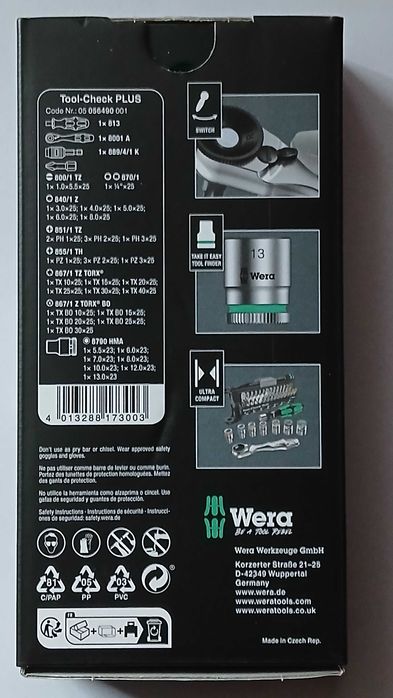 Tool-Check PLUS
Code Nr.: 05 056490 001
1× 813
1× 8001 A
1× 889/4/1 K
800/1 TZ
1× 1.0×5.5×25
870/1
1× ¼"×25
840/1 Z
1× 3.0×25; 1× 4.0×25; 1× 5.0×25;
1× 6.0×25; 1× 8.0×25
851/1 TZ
2× PH 1×25; 3× PH 2×25; 1× PH 3×25
855/1 TH
1× PZ 1×25; 3× PZ 2×25; 1× PZ 3×25
867/1 TZ TORX®
1× TX 10×25; 1× TX 15×25; 1× TX 20×25;
1× TX 25×25; 1× TX 30×25; 1× TX 40×25
867/1 Z TORX® BO
1× TX BO 10×25; 1× TX BO 15×25;
1× TX BO 20×25; 1× TX BO 25×25;
1× TX BO 30×25
8790 HMA
1× 5.5×23; 1× 6.0×23;
1× 7.0×23; 1× 8.0×23;
1× 10.0×23; 1× 12.0×23;
1× 13.0×23
4 013288 173003
Don't use as pry bar or chisel. Wear approved safety
goggles and gloves.
Ne pas utiliser comme barre de levier ou comme burin.
Portez des lunettes de protection homologuées. Mettez
des gants de protection.
No utilice la herramienta como alzaprima o cincel. Use
gafas de seguridad y guantes de protección.
Safety Instructions · Instructions de sécurité · Instruccio-
nes de seguridad: safety.wera.de
81
C/PAP
05
PP
03
PVC
FR
SWITCH
TAKE IT EASY
TOOL FINDER
13
Wera
ULTRA
COMPACT
Wera
BE A TOOL REBEL
Wera Werkzeuge GmbH
Korzerter Straße 21-25
D-42349 Wuppertal
Germany
www.wera.de
www.weratools.com
www.weratools.co.uk
Made in Czech Rep.